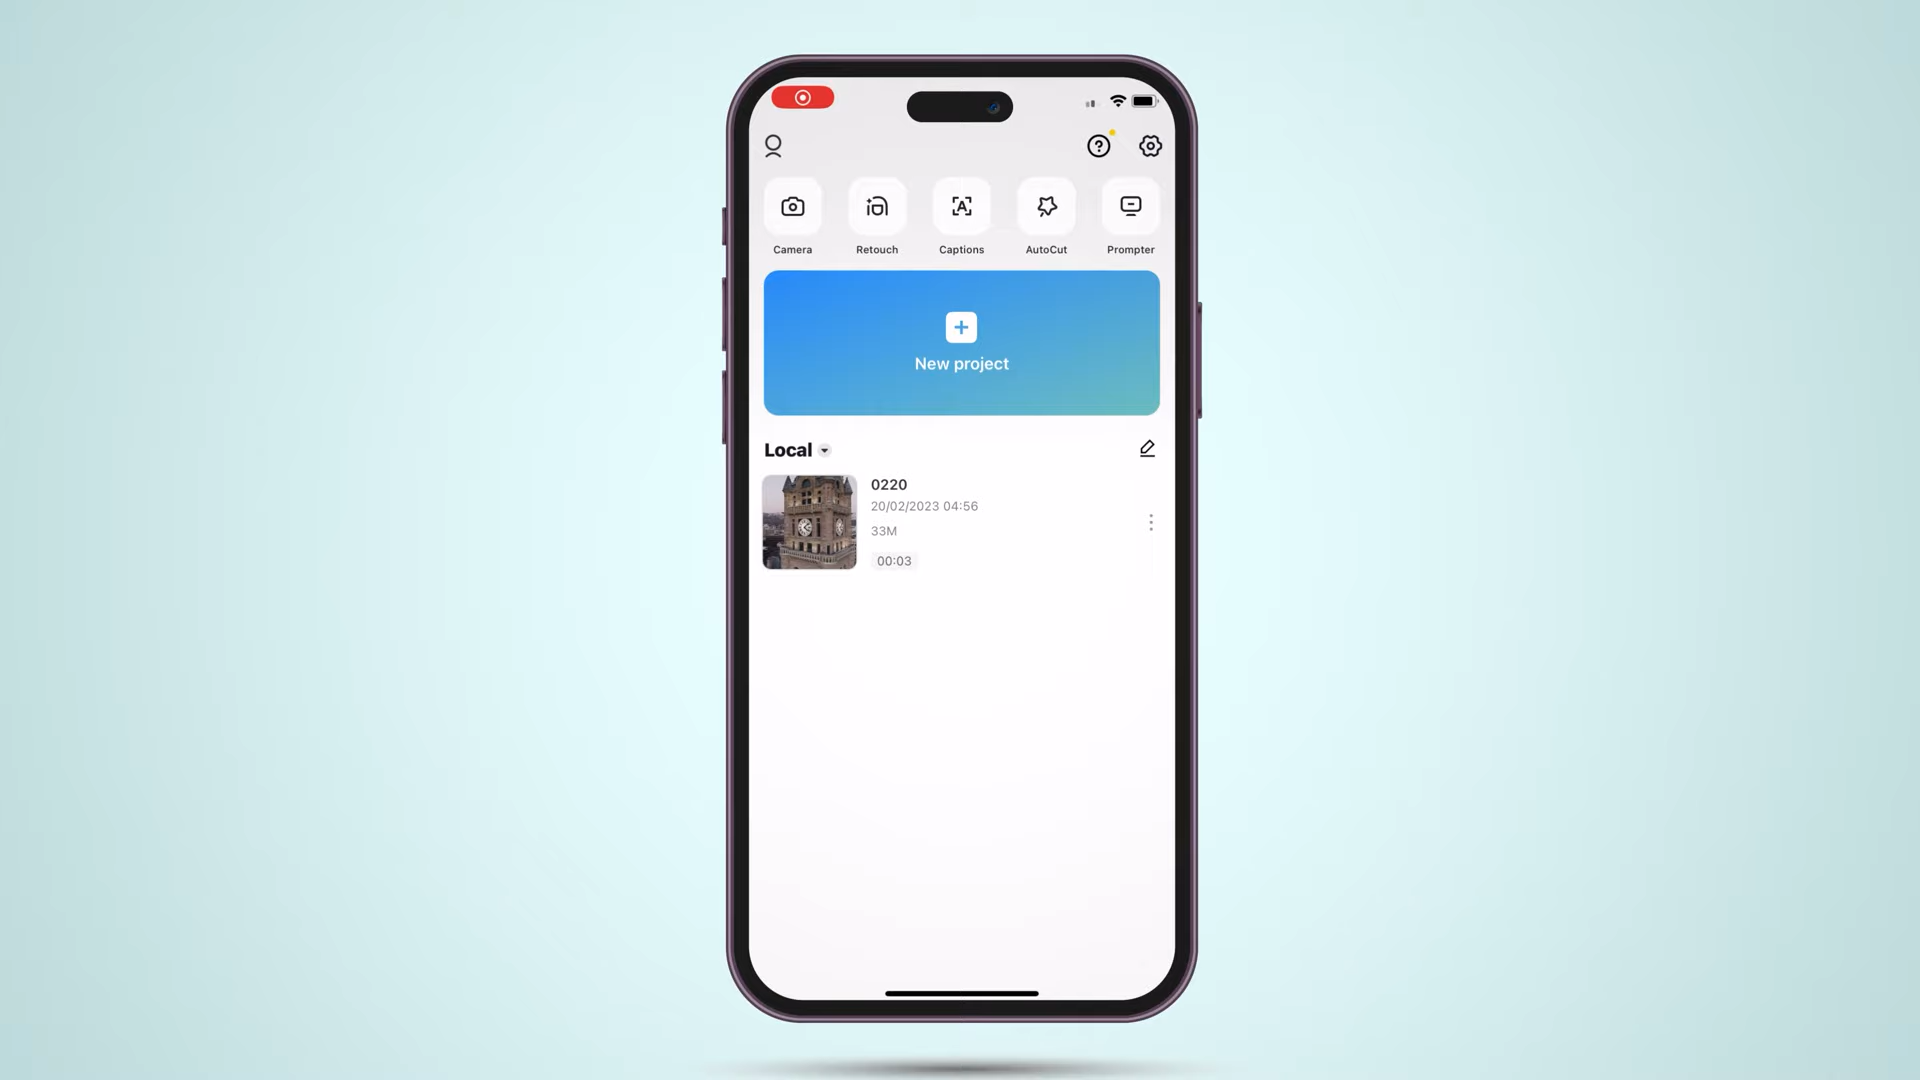 Camera
Retouch
Captions
AutoCut
Prompter
New project
Local
0220
20/02/2023 04:56
33M
00:03